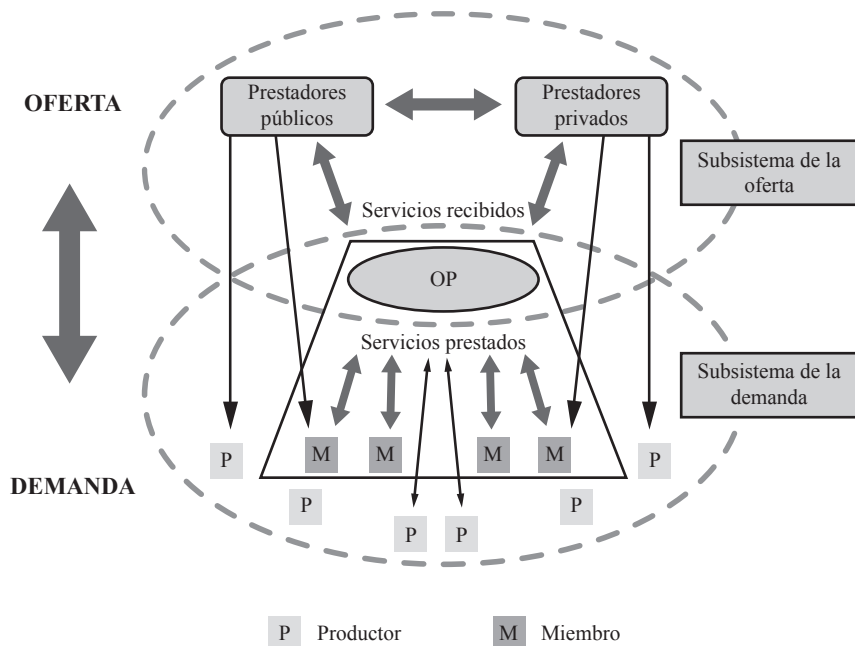 OFERTA
Prestadores
públicos
Prestadores
privados
Subsistema de la
oferta
Servicios recibidos
OP
Servicios prestados
Subsistema de la
demanda
M
M
M
M
P
P
DEMANDA
P
P
P
P
P Productor
M Miembro